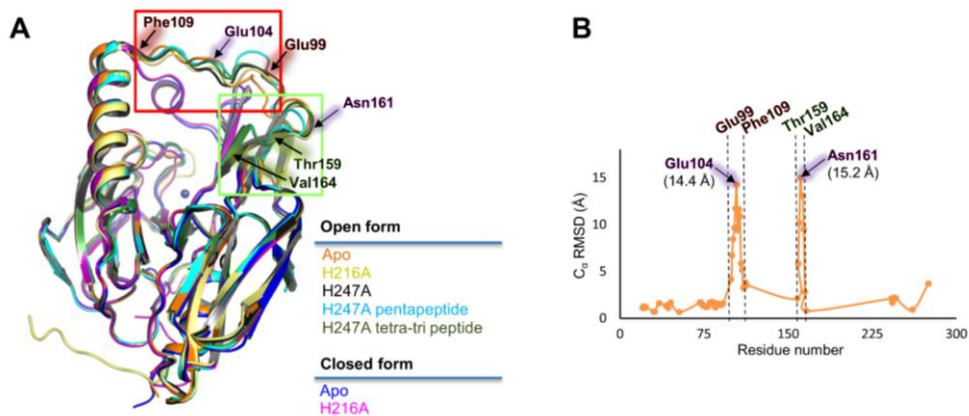 A
Phe109
Glu104
Glu99
Asn161
Thr159
Val164
Open form
Apo
H216A
H247A
H247A pentapeptide
H247A tetra-tri peptide
Closed form
Apo
H216A
B
Glu99
Phe109
Thr159
Val164
Glu104
(14.4 Å)
Asn161
(15.2 Å)
Cα RMSD (Å)
15
10
5
0
0 75 150 225 300
Residue number